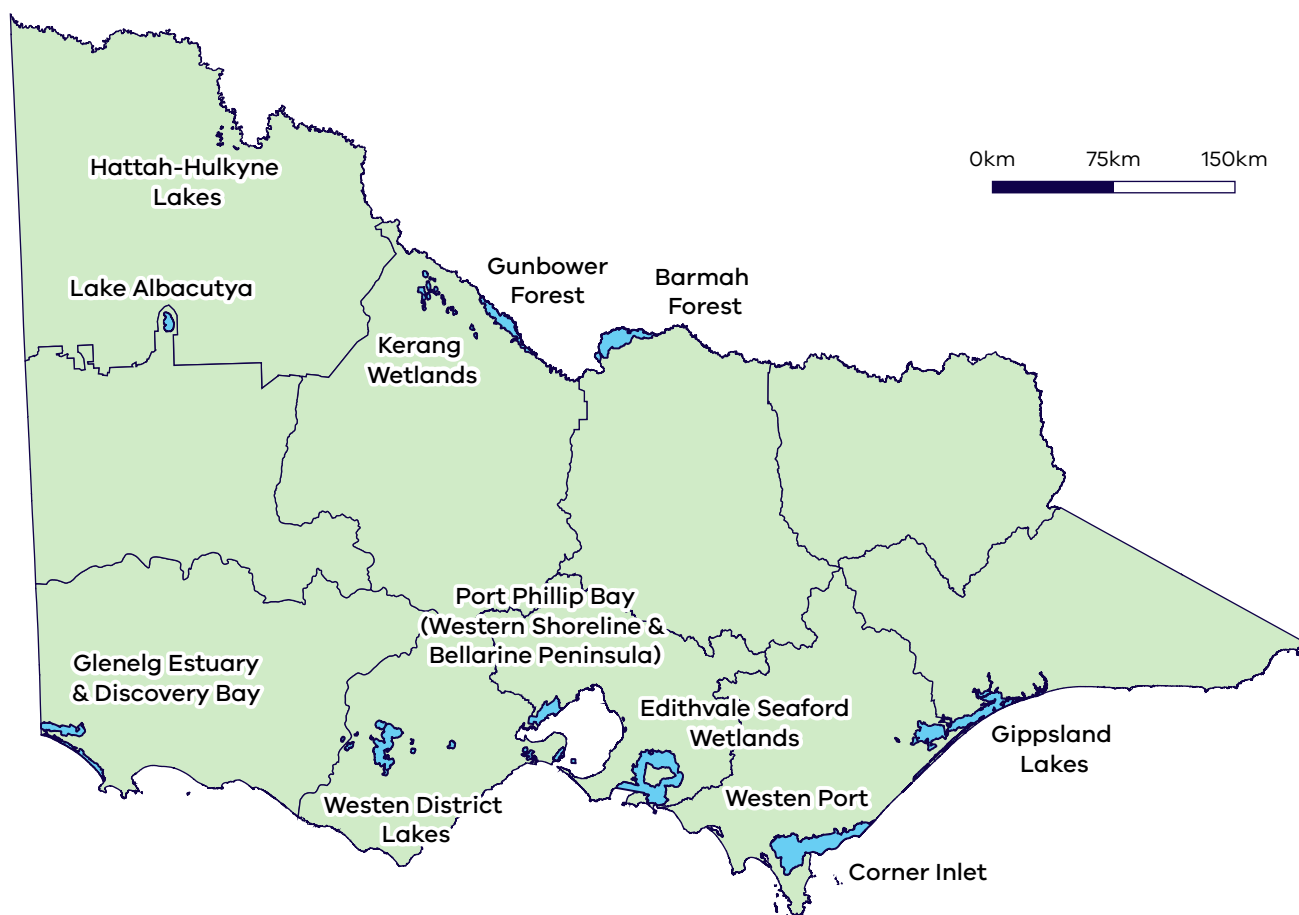 0km 75km 150km
Hattah-Hulkyne
Lakes
Gunbower
Forest
Barmah
Forest
Lake Albacutya
Kerang
Wetlands
Port Phillip Bay
(Western Shoreline &
Bellarine Peninsula)
Glenelg Estuary
& Discovery Bay
Edithvale Seaford
Wetlands
Gippsland
Lakes
Westen District
Lakes
Westen Port
Corner Inlet